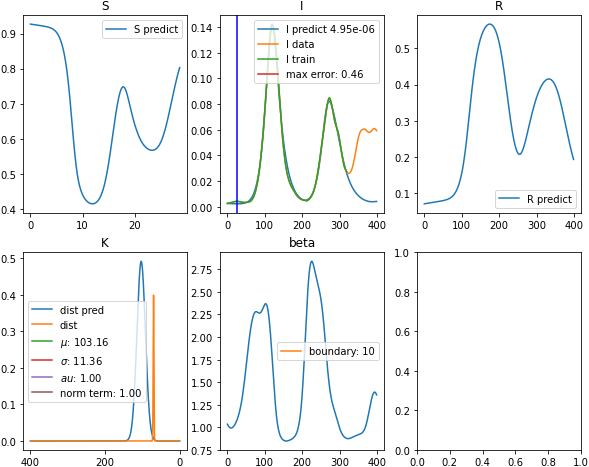 S
0.9
0.8
0.7
0.6
0.5
0.4
0 10 20
S predict
I
0.14
0.12
0.10
0.08
0.06
0.04
0.02
0.00
0 100 200 300 400
I predict 4.95e-06
I data
I train
max error: 0.46
R
0.5
0.4
0.3
0.2
0.1
0 100 200 300 400
R predict
K
0.5
0.4
0.3
0.2
0.1
0.0
400 200 0
dist pred
dist
μ: 103.16
σ: 11.36
au: 1.00
norm term: 1.00
beta
2.75
2.50
2.25
2.00
1.75
1.50
1.25
1.00
0.75
0 100 200 300 400
boundary: 10
1.0
0.8
0.6
0.4
0.2
0.0
0.0 0.2 0.4 0.6 0.8 1.0